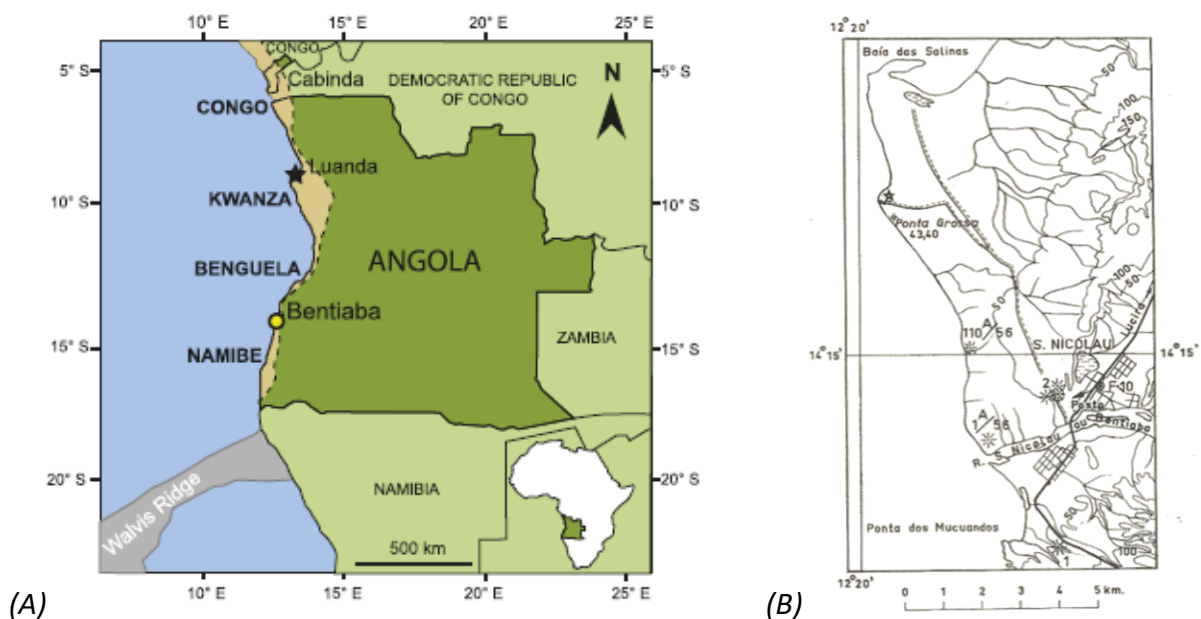 10° E
15° E
20° E
25° E
CONGO
5° S
5° S
Cabinda
DEMOCRATIC REPUBLIC
OF CONGO
N
CONGO
Luanda
10° S
10° S
KWANZA
BENGUELA
ANGOLA
Bentiaba
15° S
15° S
NAMIBE
ZAMBIA
20° S
20° S
Walvis Ridge
NAMIBIA
500 km
10° E
15° E
20° E
25° E
(A)
12° 20'
Baía das Salinas
50
100
150
Ponta Grossa
43,40
100
50
50
Lucira
110 A/56
S. NICOLAU
14° 15'
14° 15'
2
F-10
Posto
1 A/56
R. S. Nicolau ou Bentiaba
50
Ponta dos Mucuandos
100
1
12° 20'
0 1 2 3 4 5 km.
(B)